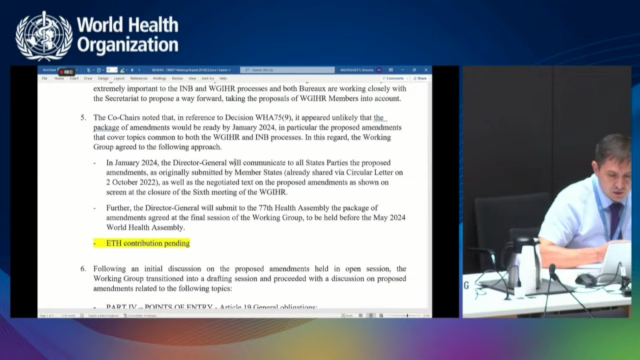 World Health
Organization
extremely important to the INB and WGIHR processes and both Bureaux are working closely with
the Secretariat to propose a way forward, taking the proposals of WGIHR Members into account.
5. The Co-Chairs noted that, in reference to Decision WHA75(9), it appeared unlikely that the
package of amendments would be ready by January 2024, in particular the proposed amendments
that cover topics common to both the WGIHR and INB processes. In this regard, the Working
Group agreed to the following approach.
- In January 2024, the Director-General will communicate to all States Parties the proposed
amendments, as originally submitted by Member States (already shared via Circular Letter on
2 October 2022), as well as the negotiated text on the proposed amendments as shown on
screen at the closure of the Sixth meeting of the WGIHR.
- Further, the Director-General will submit to the 77th Health Assembly the package of
amendments agreed at the final session of the Working Group, to be held before the May 2024
World Health Assembly.
- ETH contribution pending
6. Following an initial discussion on the proposed amendments held in open session, the
Working Group transitioned into a drafting session and proceeded with a discussion on proposed
amendments related to the following topics:
- PART IV – POINTS OF ENTRY - Article 19 General obligations;